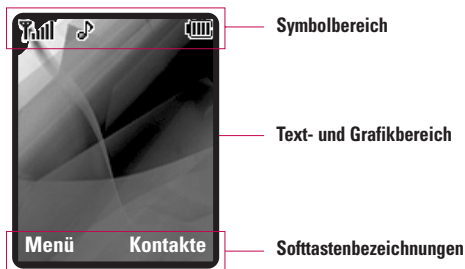 Symbolbereich
Text- und Grafikbereich
Menü Kontakte
Softtastenbezeichnungen